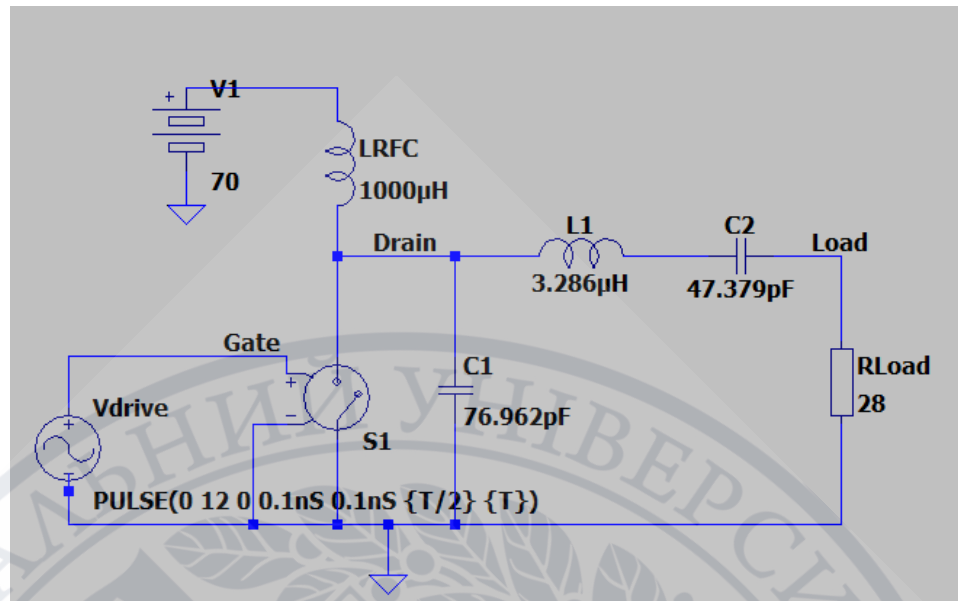 V1
70
LRFC
1000µH
Drain
L1
3.286µH
C2
47.379pF
Load
Gate
Vdrive
S1
C1
76.962pF
RLoad
28
PULSE(0 12 0 0.1nS 0.1nS {T/2} {T})